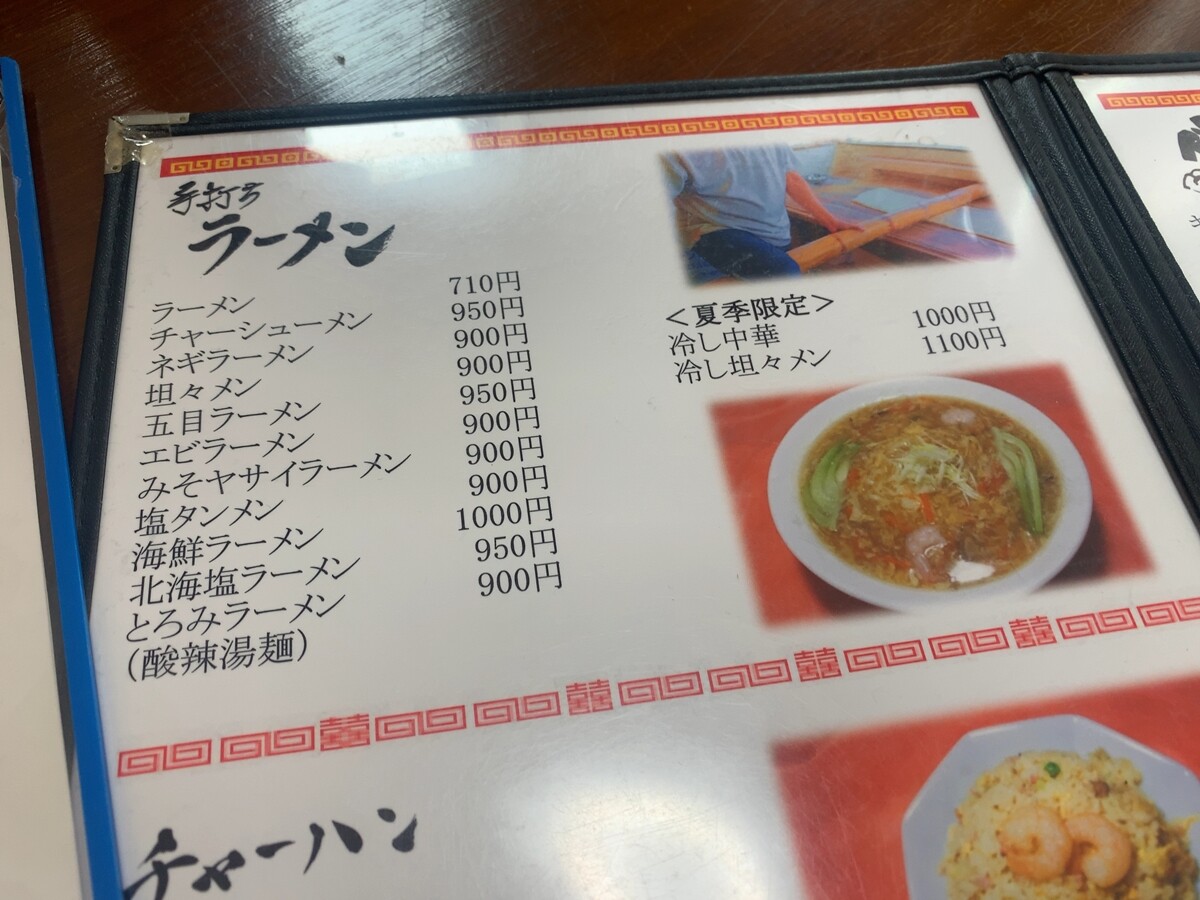 手打ち
ラーメン
ラーメン 710円
チャーシューメン 950円
ネギラーメン 900円
坦々メン 900円
五目ラーメン 950円
エビラーメン 900円
みそヤサイラーメン 900円
塩タンメン 900円
海鮮ラーメン 1000円
北海塩ラーメン 950円
とろみラーメン 900円
(酸辣湯麺)
<夏季限定>
冷し中華 1000円
冷し坦々メン 1100円
チャーハン